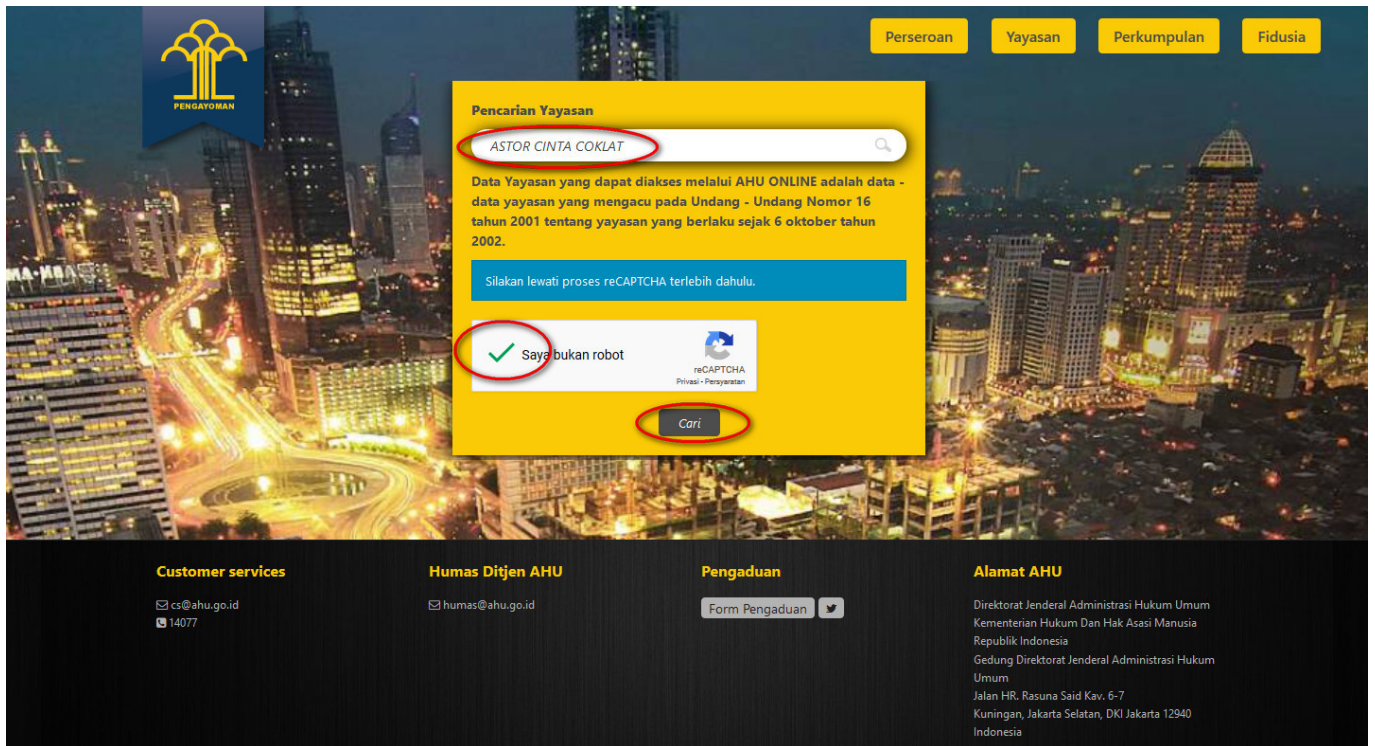 PENGAYOMAN
Perseroan
Yayasan
Perkumpulan
Fidusia
Pencarian Yayasan
ASTOR CINTA COKLAT
Data Yayasan yang dapat diakses melalui AHU ONLINE adalah data -
data yayasan yang mengacu pada Undang - Undang Nomor 16
tahun 2001 tentang yayasan yang berlaku sejak 6 oktober tahun
2002.
Silakan lewati proses reCAPTCHA terlebih dahulu.
Saya bukan robot
reCAPTCHA
Privasi - Persyaratan
Cari
Customer services
cs@ahu.go.id
14077
Humas Ditjen AHU
humas@ahu.go.id
Pengaduan
Form Pengaduan
Alamat AHU
Direktorat Jenderal Administrasi Hukum Umum
Kementerian Hukum Dan Hak Asasi Manusia
Republik Indonesia
Gedung Direktorat Jenderal Administrasi Hukum
Umum
Jalan HR. Rasuna Said Kav. 6-7
Kuningan, Jakarta Selatan, DKI Jakarta 12940
Indonesia